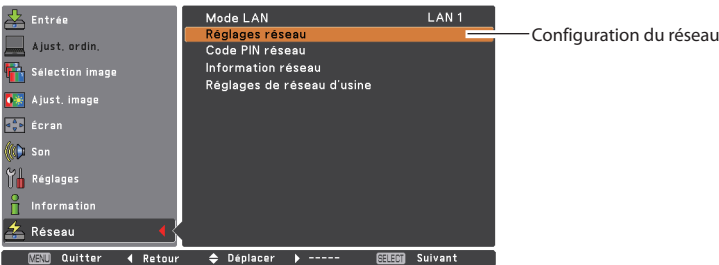 Entrée
Ajust. ordin.
Sélection image
Ajust. image
Écran
Son
Réglages
Information
Réseau
Mode LAN LAN 1
Réglages réseau
Code PIN réseau
Information réseau
Réglages de réseau d'usine
Configuration du réseau
MENU Quitter Retour Déplacer ----- SELECT Suivant